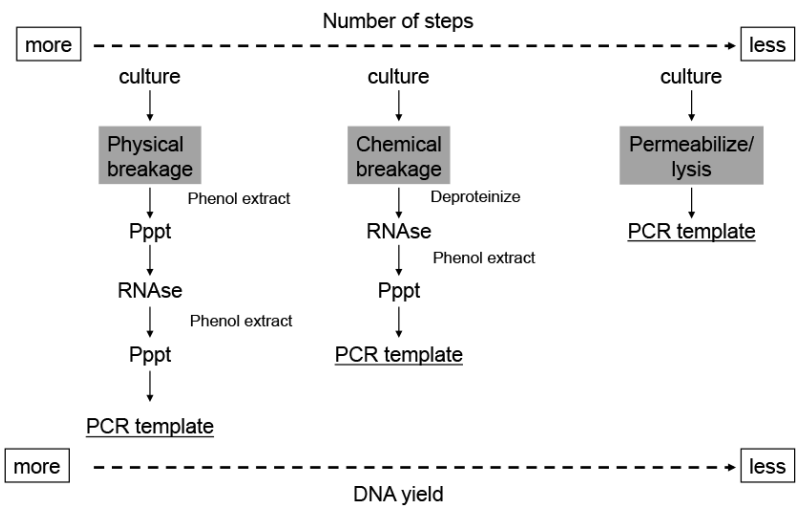 Number of steps
more
less
culture
culture
culture
Physical
breakage
Chemical
breakage
Permeabilize/
lysis
Phenol extract
Deproteinize
Pppt
RNAse
PCR template
Phenol extract
RNAse
Pppt
Phenol extract
Pppt
PCR template
PCR template
more
less
DNA yield